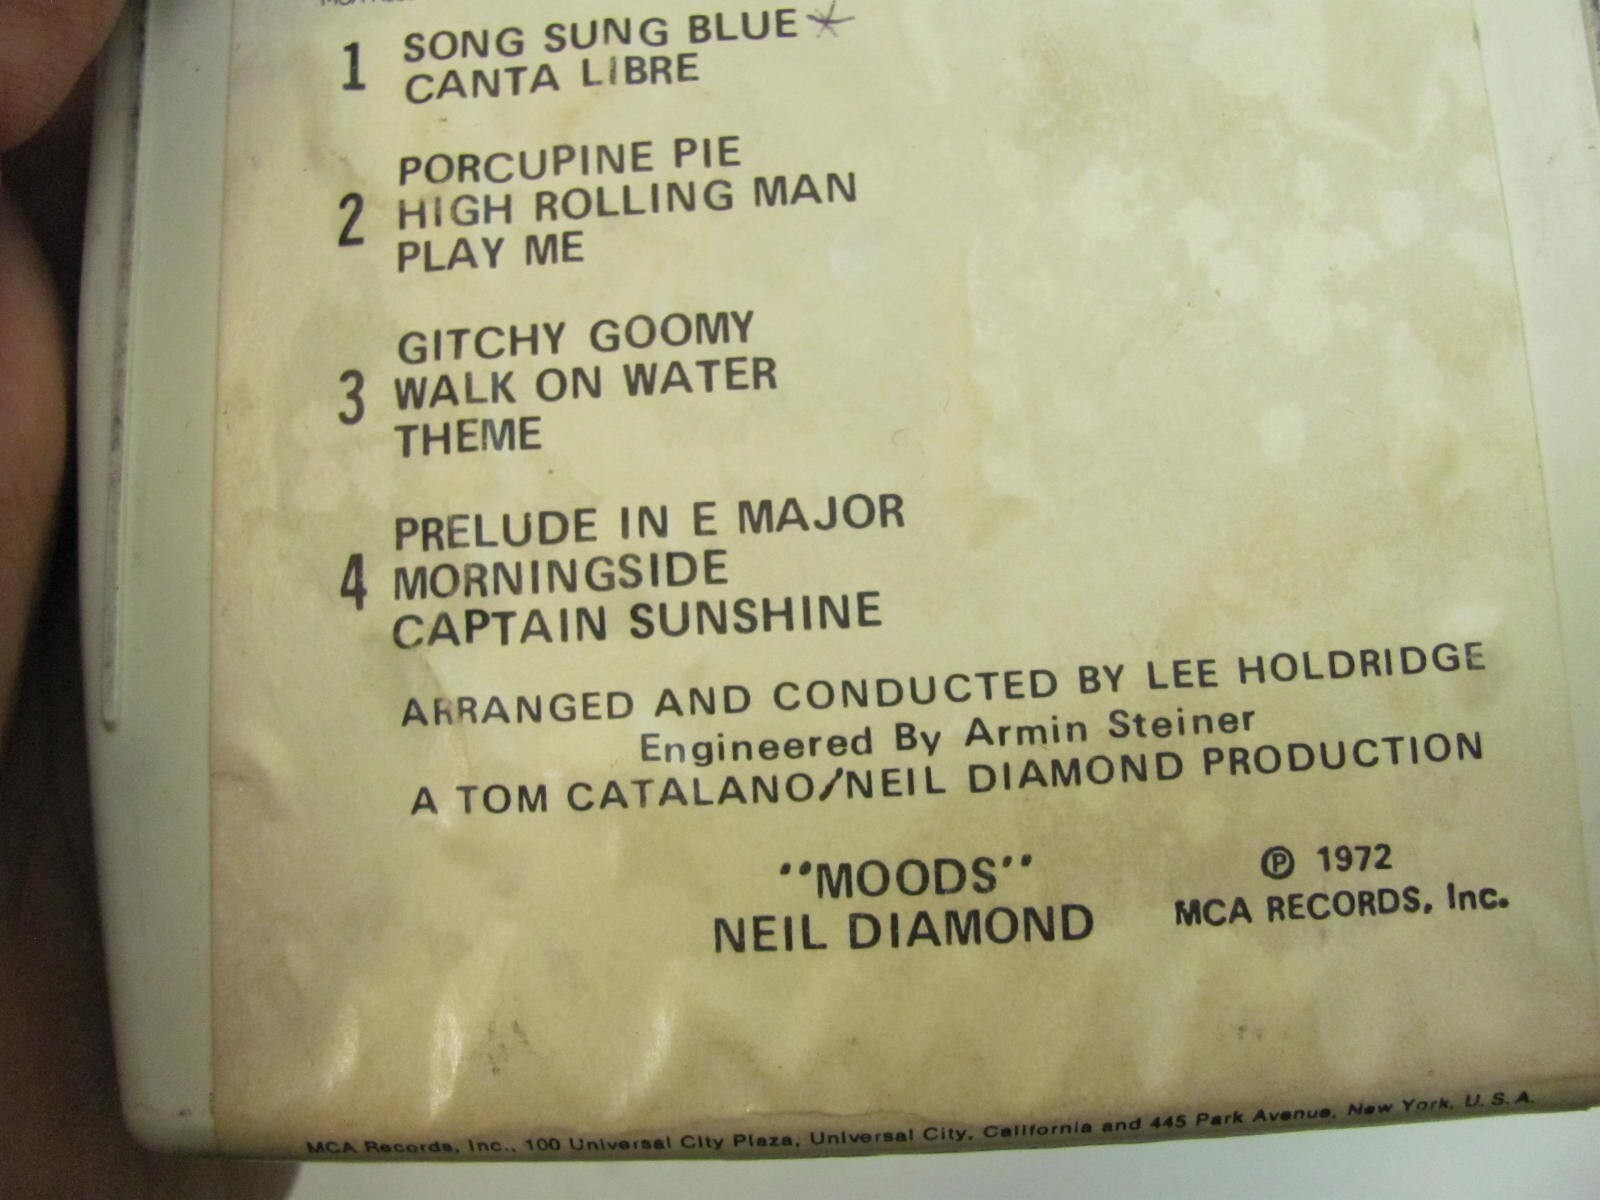 1 SONG SUNG BLUE*
CANTA LIBRE
PORCUPINE PIE
2 HIGH ROLLING MAN
PLAY ME
GITCHY GOOMY
3 WALK ON WATER
THEME
PRELUDE IN E MAJOR
4 MORNINGSIDE
CAPTAIN SUNSHINE
ARRANGED AND CONDUCTED BY LEE HOLDRIDGE
Engineered By Armin Steiner
A TOM CATALANO/NEIL DIAMOND PRODUCTION
"MOODS"
NEIL DIAMOND
℗ 1972
MCA RECORDS, Inc.
MCA Records, Inc., 100 Universal City Plaza, Universal City, California and 445 Park Avenue, New York, U.S.A.